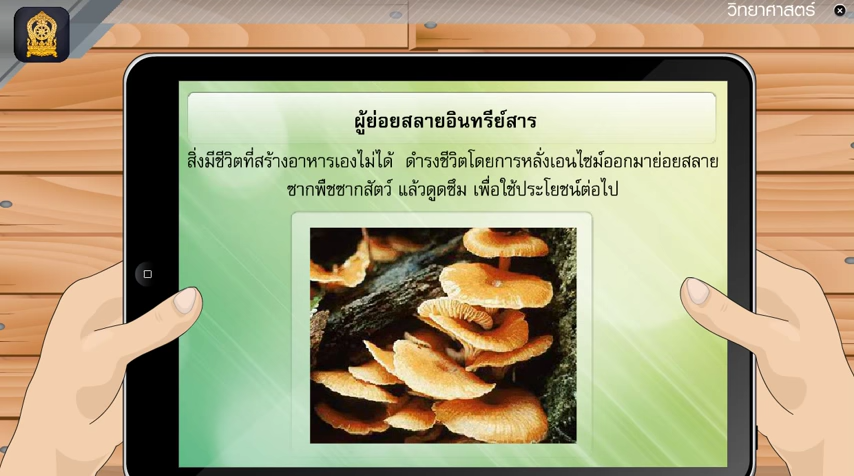 วิทยาศาสตร์
ผู้ย่อยสลายอินทรีย์สาร
สิ่งมีชีวิตที่สร้างอาหารเองไม่ได้ ดำรงชีวิตโดยการหลั่งเอนไซม์ออกมาย่อยสลาย
ซากพืชซากสัตว์ แล้วดูดซึม เพื่อใช้ประโยชน์ต่อไป